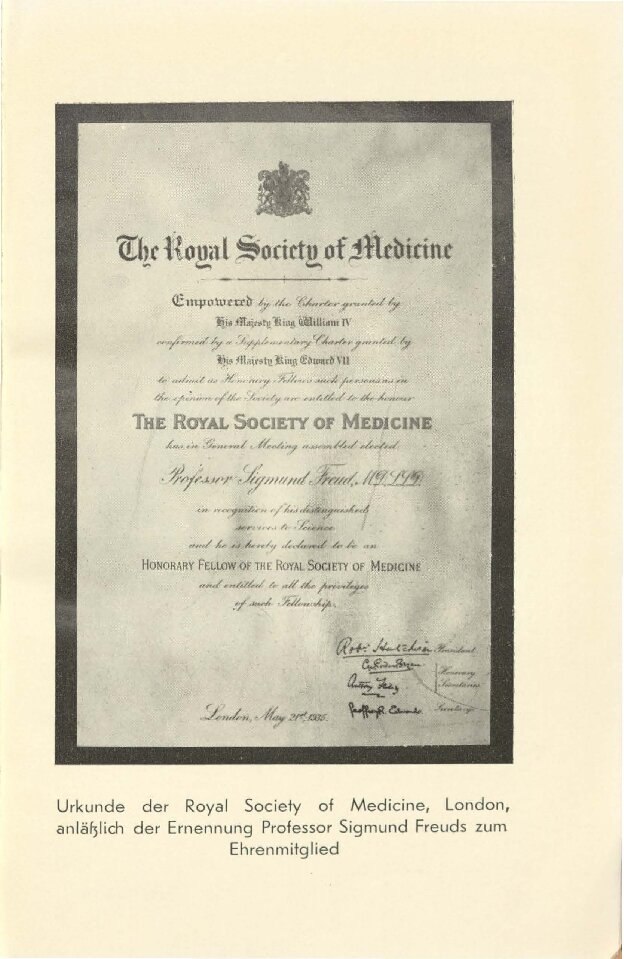 The Royal Society of Medicine
Empowered by the Charter granted by
His Majesty King William IV
confirmed by a Supplementary Charter granted by
His Majesty King Edward VII
to admit as Honorary Fellows such persons as in
the opinion of the Society are entitled to the honour
THE ROYAL SOCIETY OF MEDICINE
has in General Meeting assembled elected
Professor Sigmund Freud,
in recognition of his distinguished
services to Science
and he is hereby declared to be an
HONORARY FELLOW OF THE ROYAL SOCIETY OF MEDICINE
and entitled to all the privileges
of such Fellowship.
Robt Hutchison President
Honorary
Secretaries
Geoffrey R. Edwards Secretary
London, May 21st, 1935.
Urkunde der Royal Society of Medicine, London,
anläßlich der Ernennung Professor Sigmund Freuds zum
Ehrenmitglied